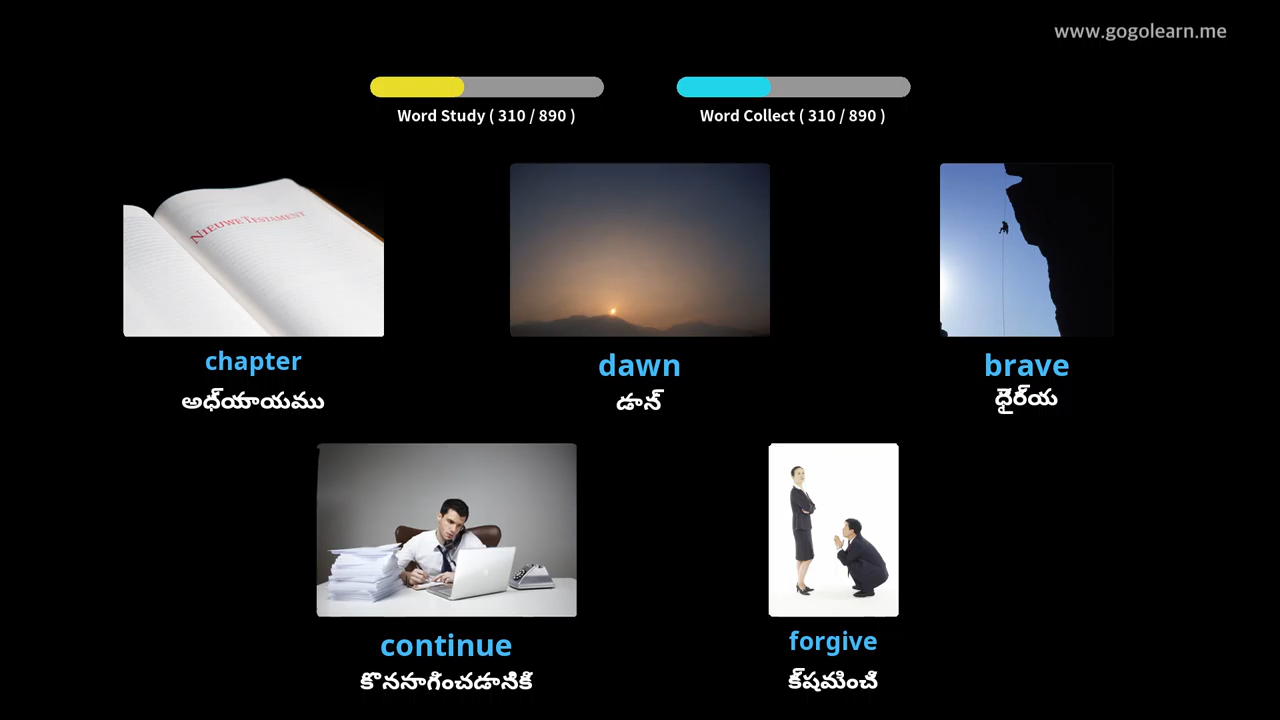 www.gogolearn.me
Word Study ( 310 / 890 )
Word Collect ( 310 / 890 )
NIEUWE TESTAMENT
chapter
అధ్యాయము
dawn
డాన్
brave
ధైర్య
continue
కొనసాగించడానికి
forgive
క్షమించి